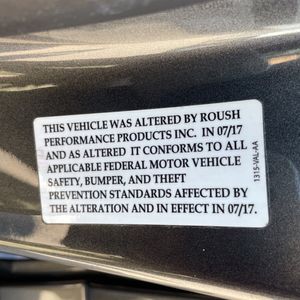 THIS VEHICLE WAS ALTERED BY ROUSH
PERFORMANCE PRODUCTS INC. IN 07/17
AND AS ALTERED IT CONFORMS TO ALL
APPLICABLE FEDERAL MOTOR VEHICLE
SAFETY, BUMPER, AND THEFT
PREVENTION STANDARDS AFFECTED BY
THE ALTERATION AND IN EFFECT IN 07/17.
1315-VAL-AA